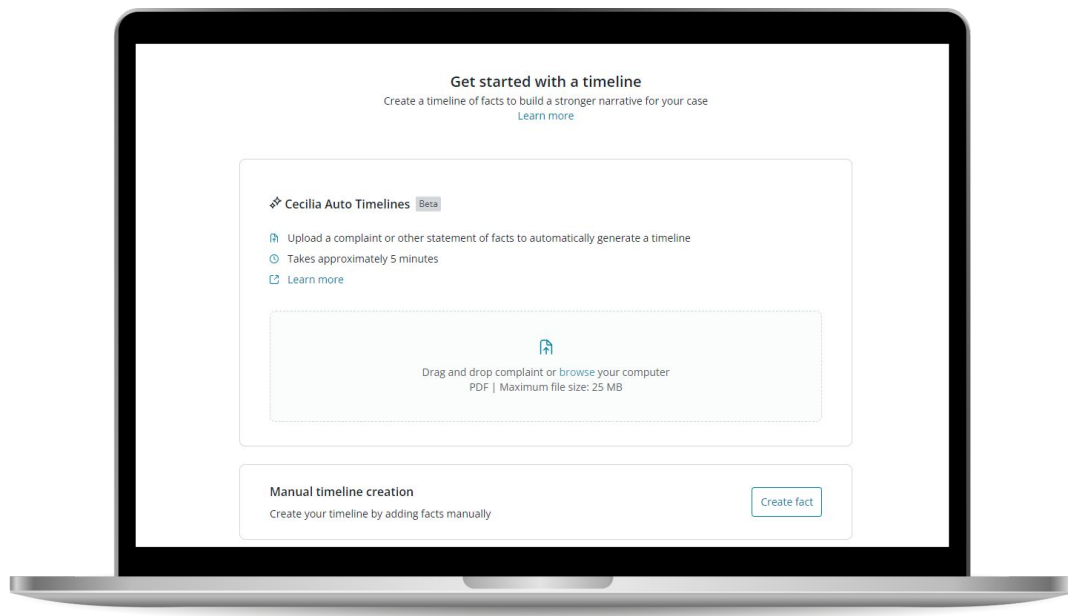 Get started with a timeline
Create a timeline of facts to build a stronger narrative for your case
Learn more
Cecilia Auto Timelines Beta
Upload a complaint or other statement of facts to automatically generate a timeline
Takes approximately 5 minutes
Learn more
Drag and drop complaint or browse your computer
PDF | Maximum file size: 25 MB
Manual timeline creation
Create fact
Create your timeline by adding facts manually